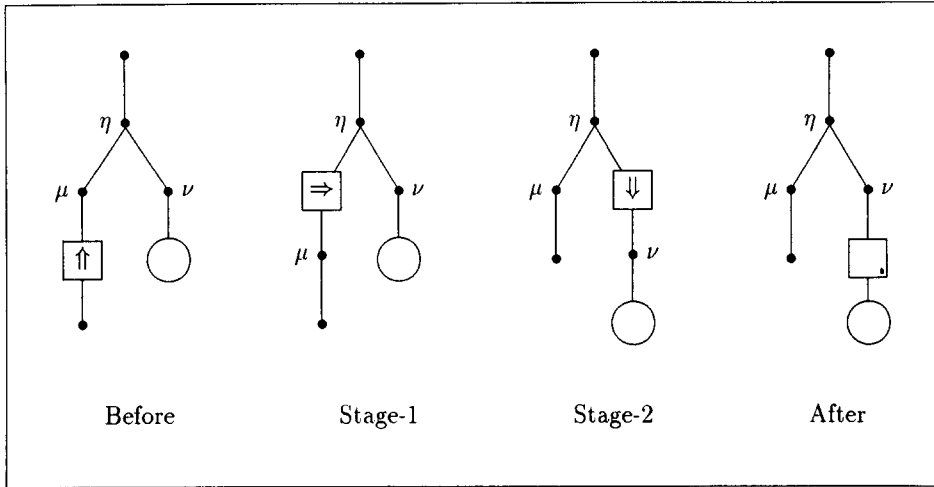 η η η η
μ ν ⇒ ν μ ⇓ μ ν
⇑ μ ν
Before Stage-1 Stage-2 After